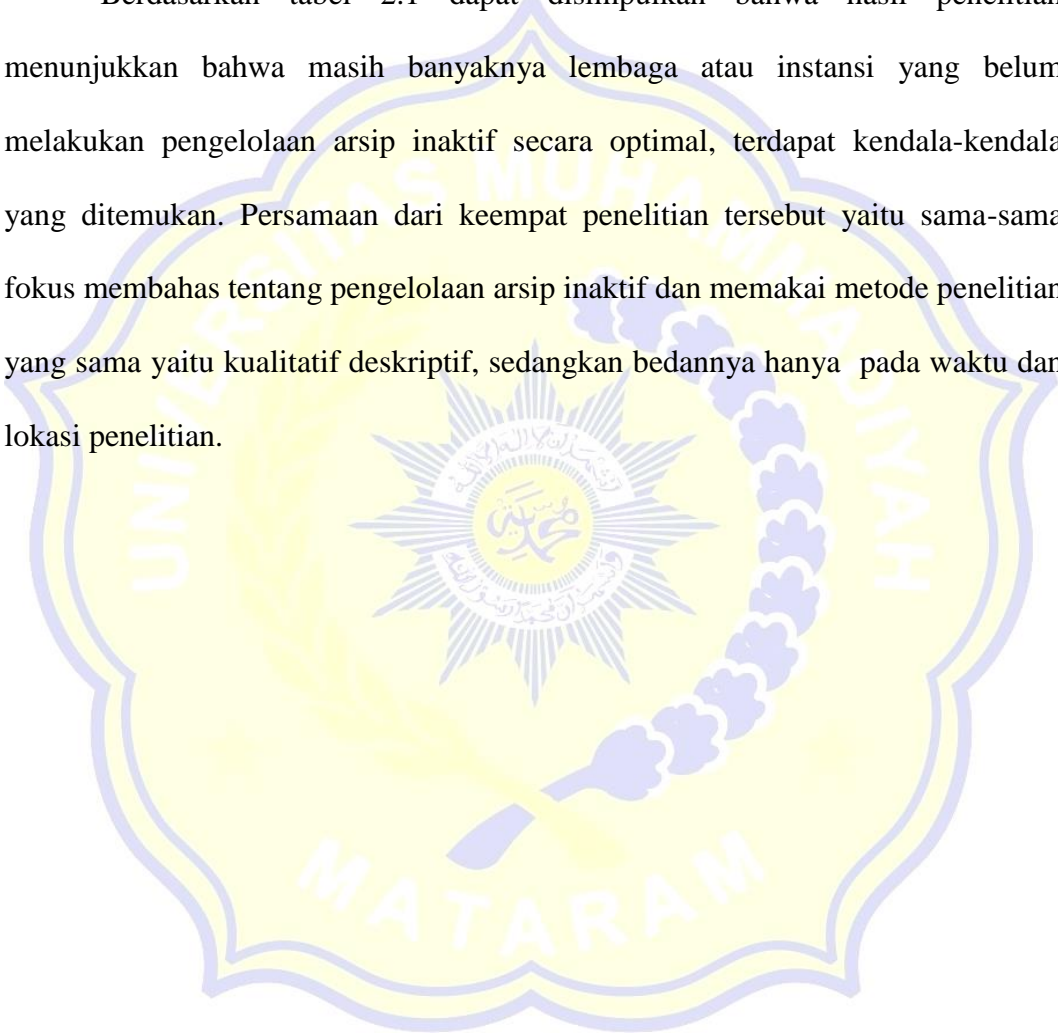 Berdasarkan tabel 2.1 dapat disimpulkan bahwa hasil penelitian
menunjukkan bahwa masih banyaknya lembaga atau instansi yang belum
melakukan pengelolaan arsip inaktif secara optimal, terdapat kendala-kendala
yang ditemukan. Persamaan dari keempat penelitian tersebut yaitu sama-sama
fokus membahas tentang pengelolaan arsip inaktif dan memakai metode penelitian
yang sama yaitu kualitatif deskriptif, sedangkan bedannya hanya pada waktu dan
lokasi penelitian.
UNIVERSITAS MUHAMMADIYAH
MATARAM